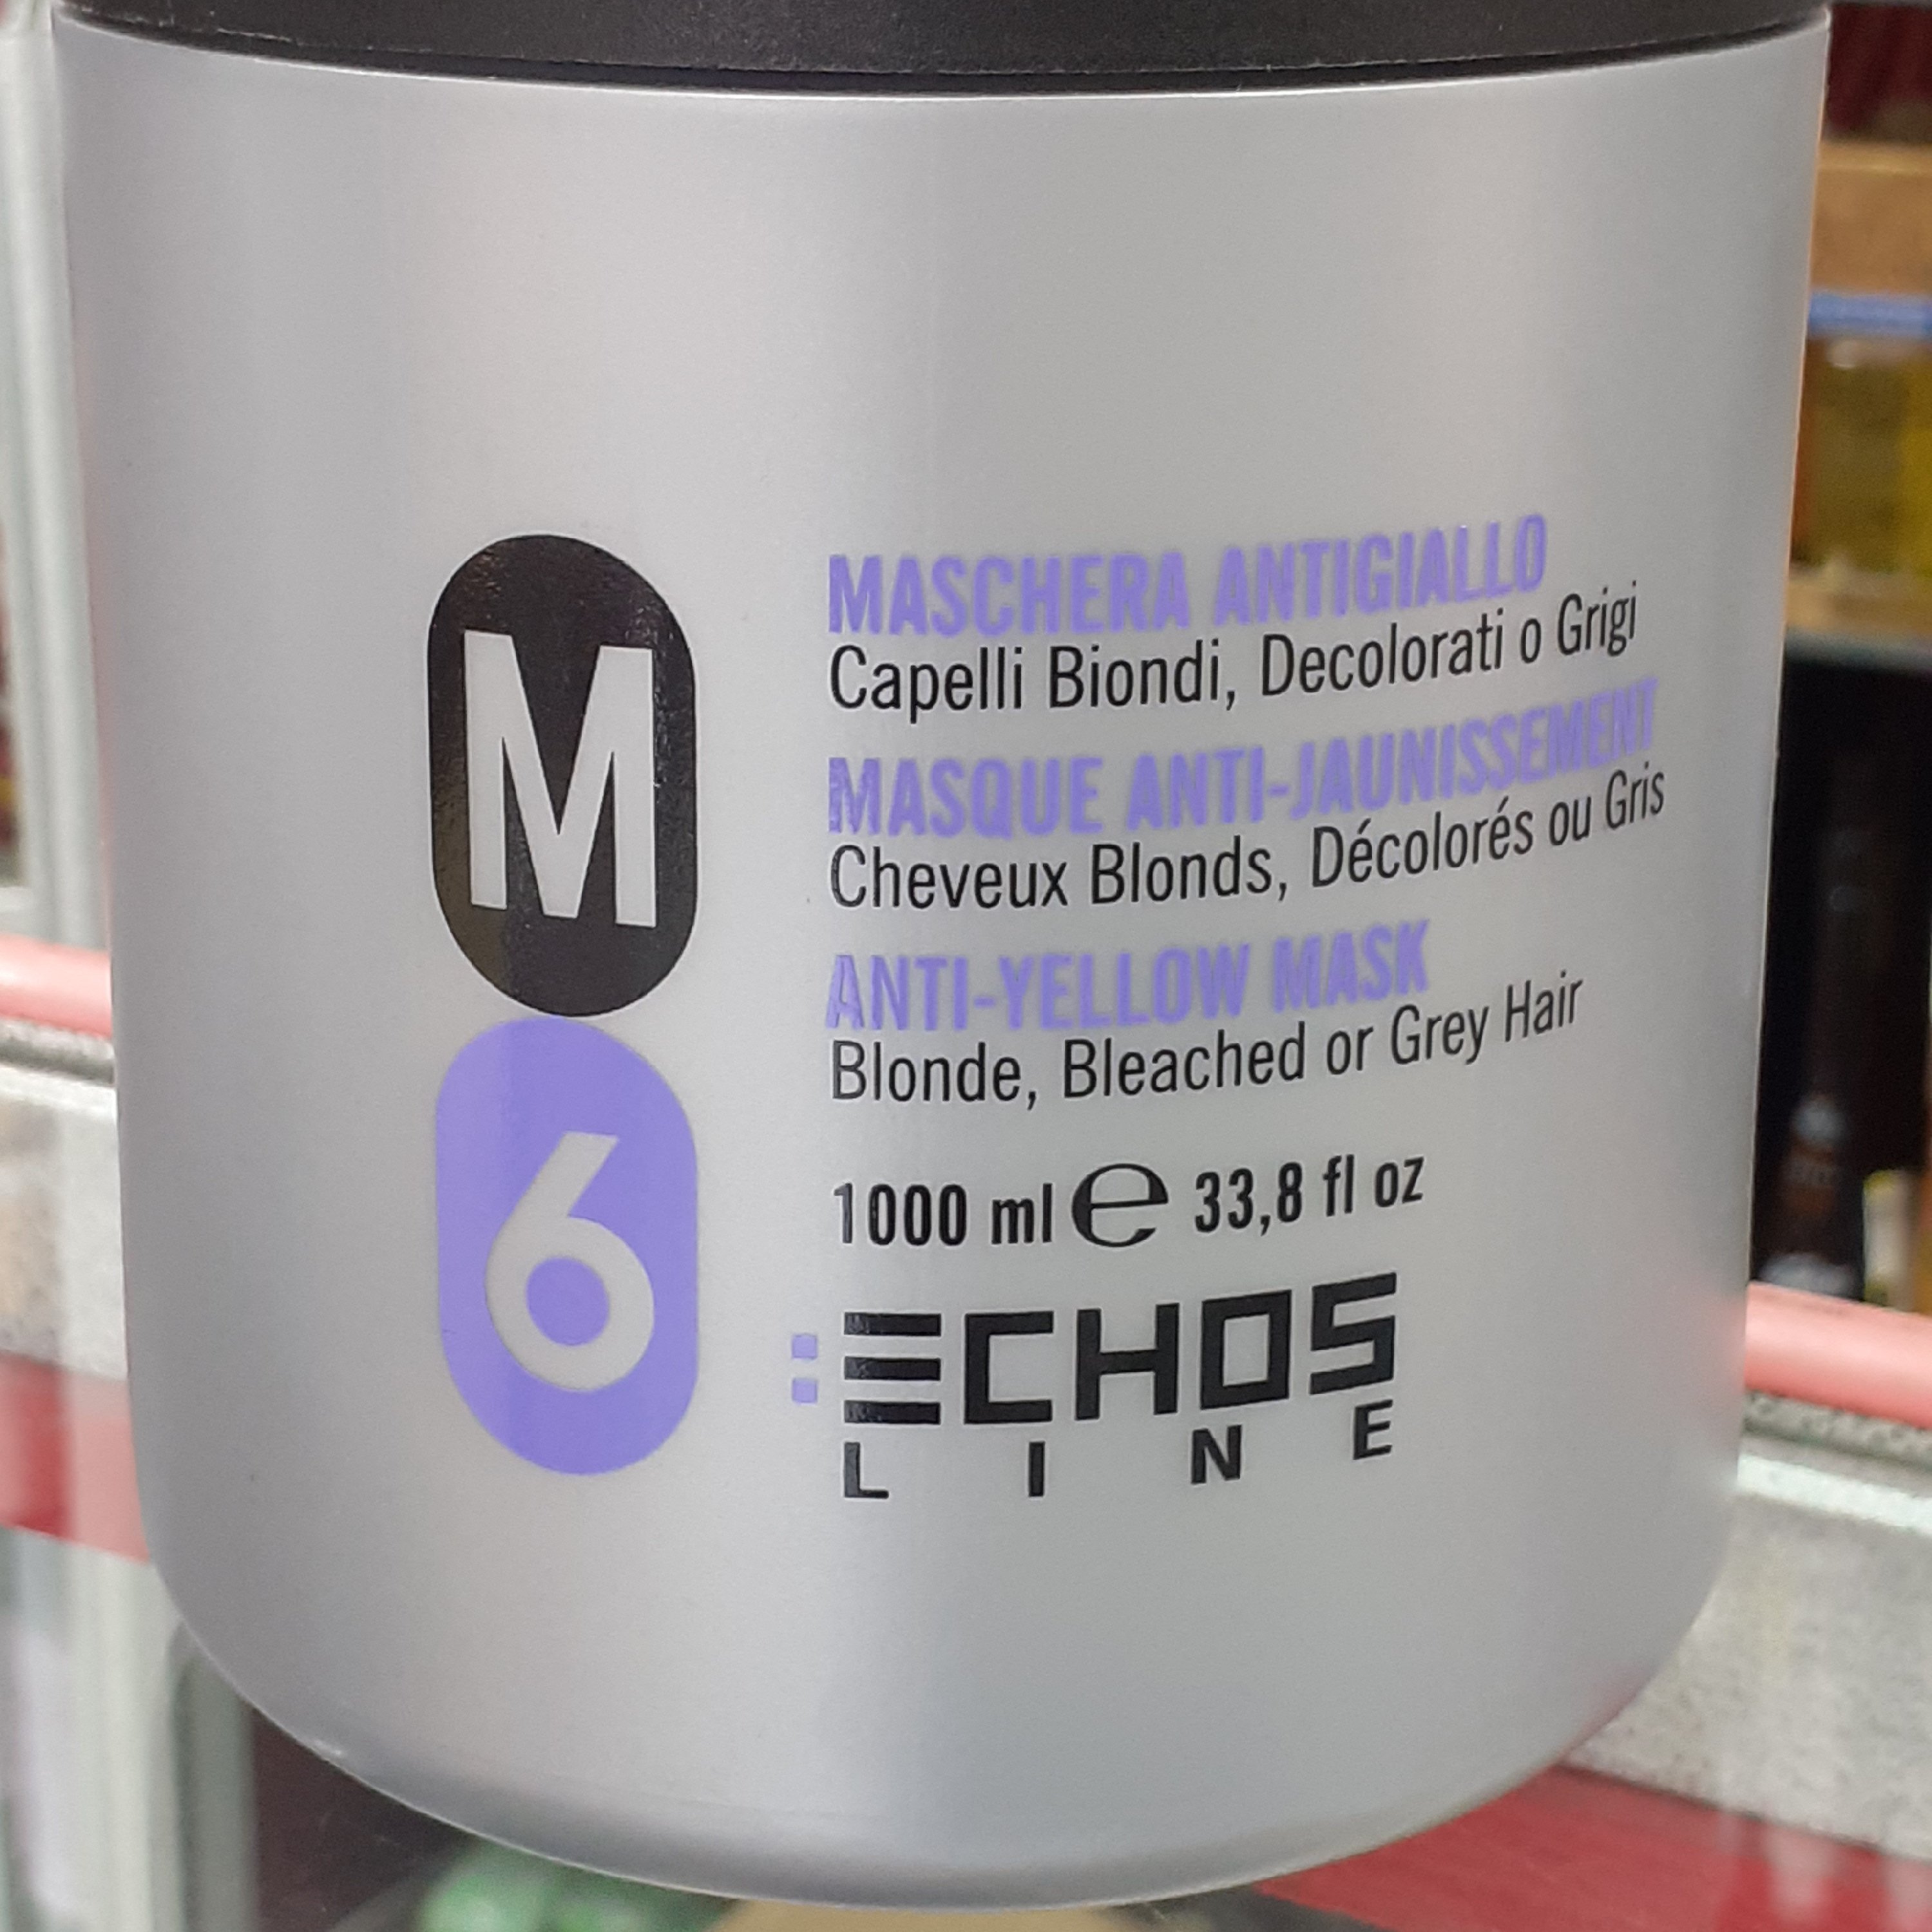 M
6
MASCHERA ANTIGIALLO
Capelli Biondi, Decolorati o Grigi
MASQUE ANTI-JAUNISSEMENT
Cheveux Blonds, Décolorés ou Gris
ANTI-YELLOW MASK
Blonde, Bleached or Grey Hair
1000 ml e 33,8 fl oz
:ECHOS
LINE